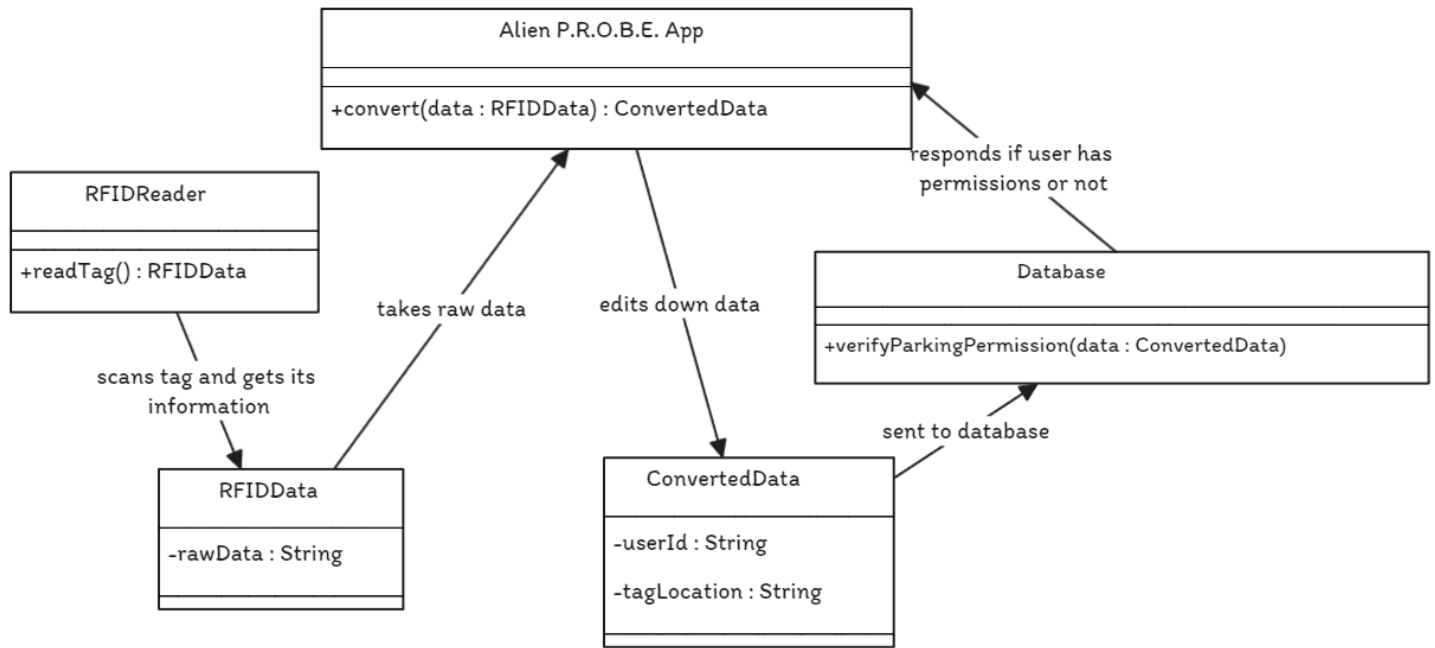 Alien P.R.O.B.E. App
+convert(data : RFIDData) : ConvertedData
responds if user has
permissions or not
RFIDReader
+readTag() : RFIDData
Database
+verifyParkingPermission(data : ConvertedData)
takes raw data
edits down data
scans tag and gets its
information
sent to database
RFIDData
-rawData : String
ConvertedData
-userId : String
-tagLocation : String